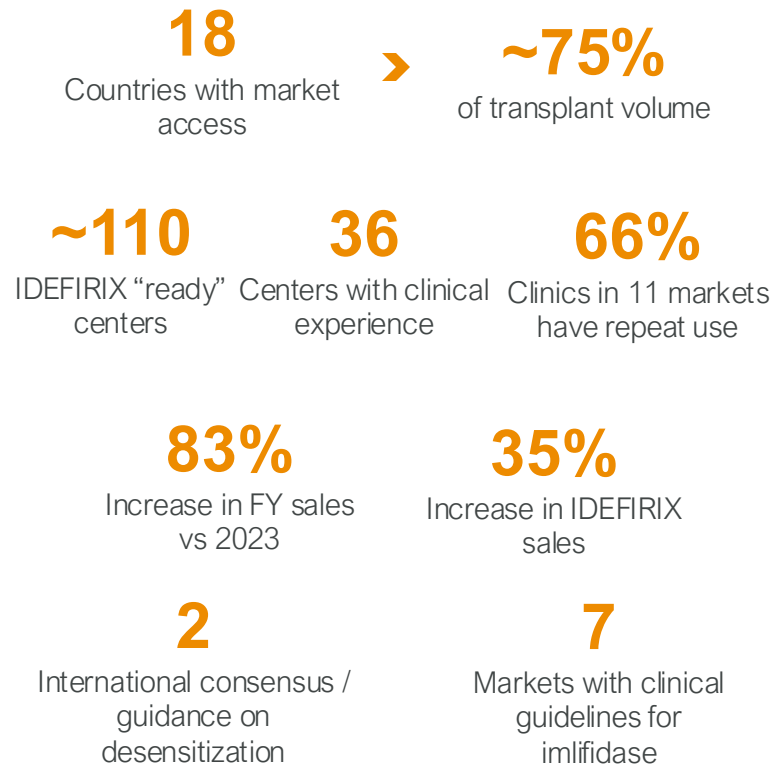 18
Countries with market
access
~75%
of transplant volume
~110
IDEFIRIX “ready”
centers
36
Centers with clinical
experience
66%
Clinics in 11 markets
have repeat use
83%
Increase in FY sales
vs 2023
35%
Increase in IDEFIRIX
sales
2
International consensus /
guidance on
desensitization
7
Markets with clinical
guidelines for
imlifidase